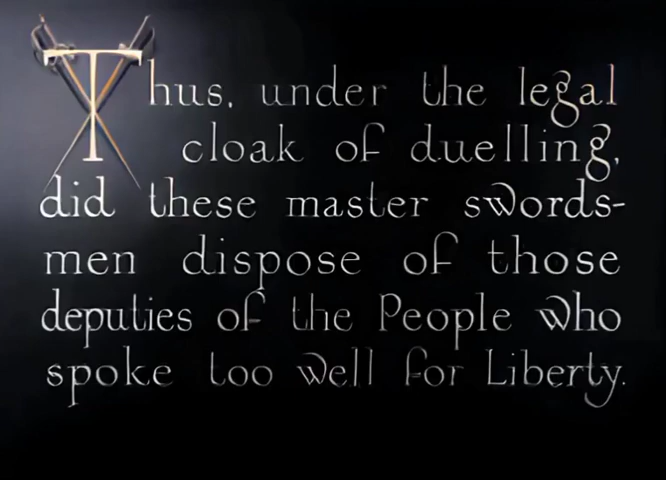 Thus, under the legal
cloak of duelling,
did these master swords-
men dispose of those
deputies of the People who
spoke too well for Liberty.